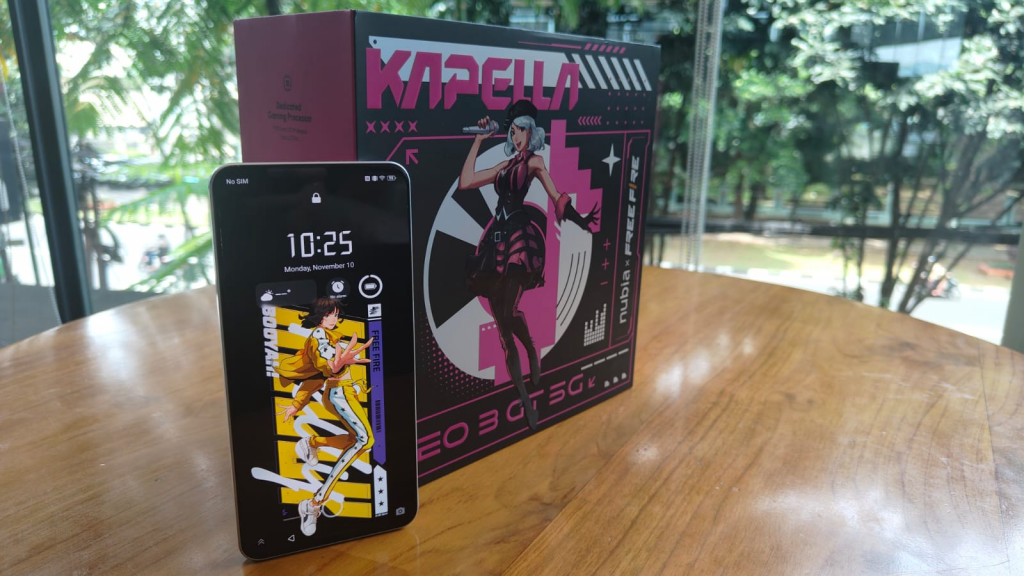 KAPELLA
nubia x FREE FIRE
EO 3 GT 5G
No SIM
10:25
Monday, November 10
BOOYAH!
FREE FIRE